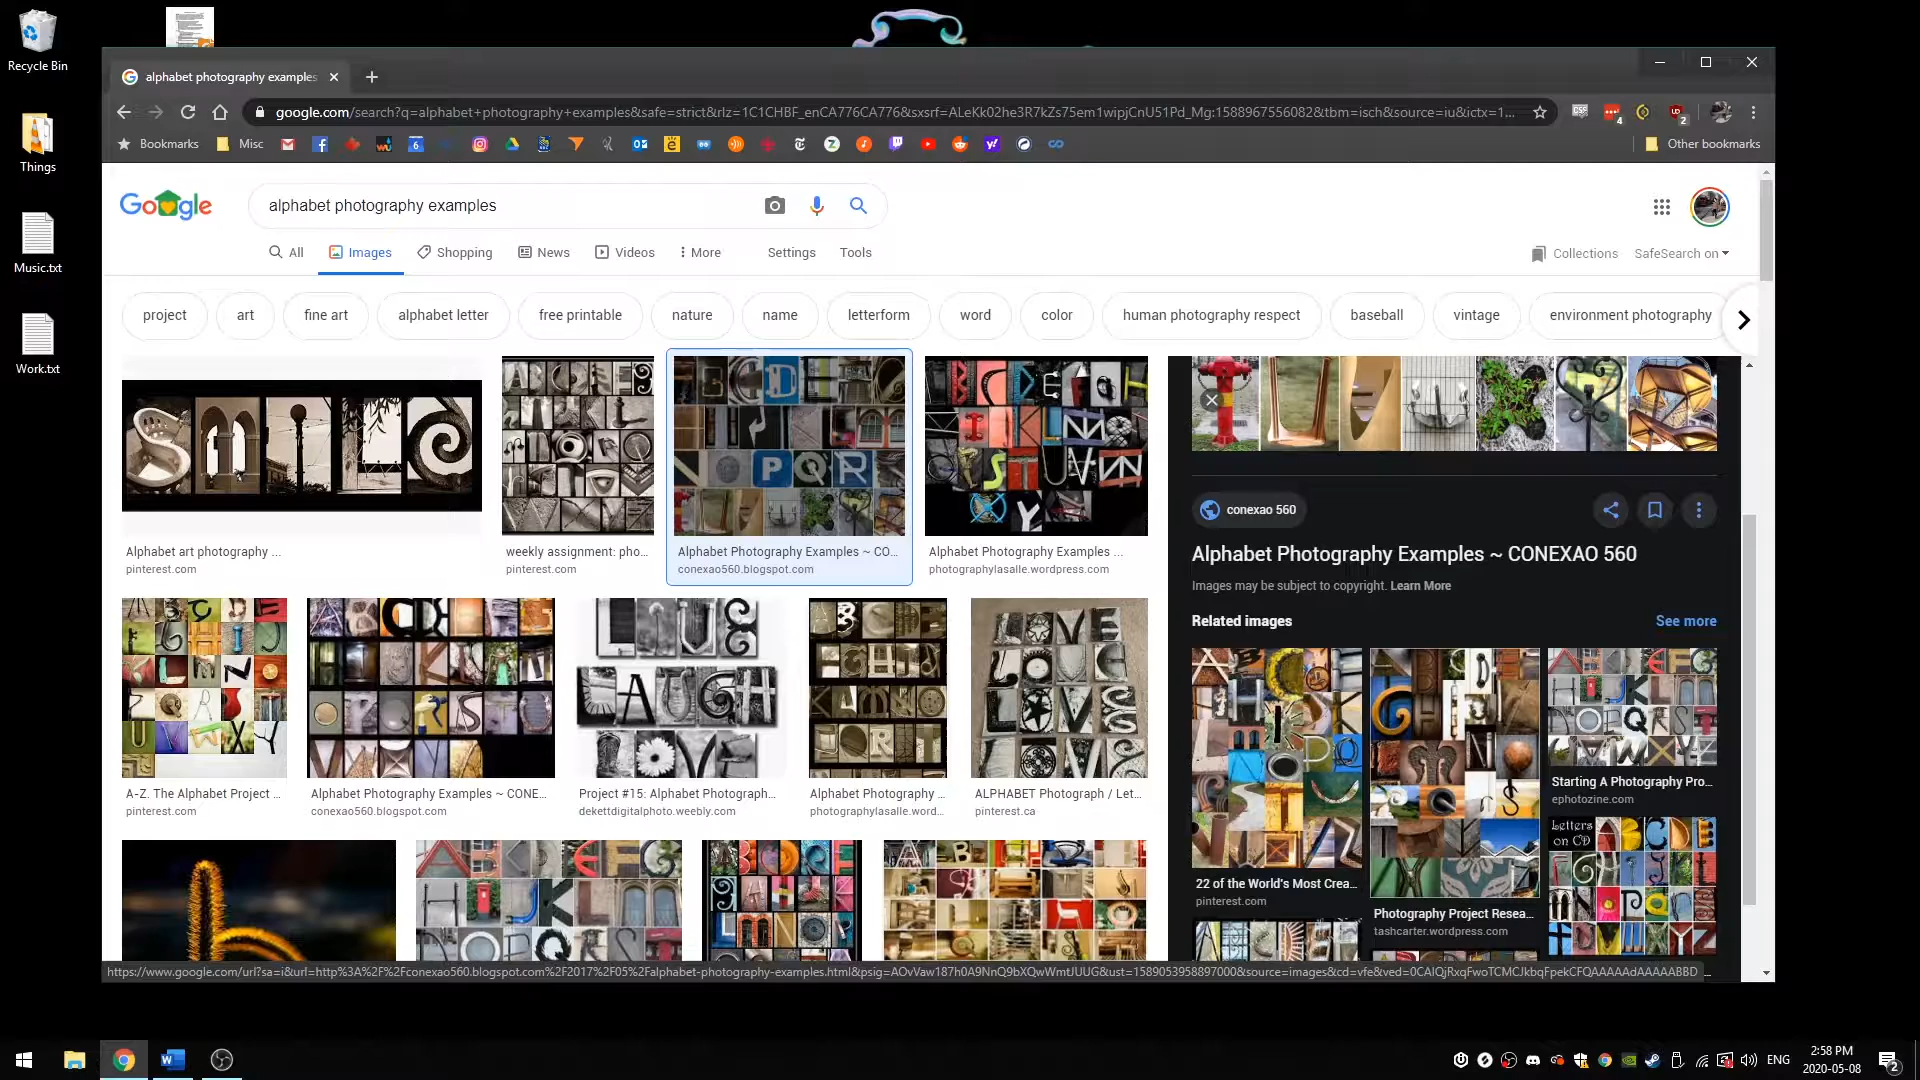 Recycle Bin
Things
Music.txt
Work.txt
alphabet photography examples
google.com/search?q=alphabet+photography+examples&safe=strict&rlz=1C1CHBF_enCA776CA776&sxsrf=ALeKk02he3R7kZs75em1wipjCnU51Pd_Mg:1588967556082&tbm=isch&source=iu&ictx=1...
Bookmarks Misc Other bookmarks
Google
alphabet photography examples
All Images Shopping News Videos More Settings Tools Collections SafeSearch on
project art fine art alphabet letter free printable nature name letterform word color human photography respect baseball vintage environment photography
Alphabet art photography ...
pinterest.com
weekly assignment: pho...
pinterest.com
Alphabet Photography Examples ~ CO...
conexao560.blogspot.com
Alphabet Photography Examples ...
photographylasalle.wordpress.com
A-Z. The Alphabet Project ...
pinterest.com
Alphabet Photography Examples ~ CONE...
conexao560.blogspot.com
Project #15: Alphabet Photograph...
dekettdigitalphoto.weebly.com
Alphabet Photography ...
photographylasalle.word...
ALPHABET Photograph / Let...
pinterest.ca
conexao 560
Alphabet Photography Examples ~ CONEXAO 560
Images may be subject to copyright. Learn More
Related images See more
22 of the World's Most Crea...
pinterest.com
Photography Project Resea...
tashcarter.wordpress.com
Starting A Photography Pro...
ephotozine.com
Letters
on CD
https://www.google.com/url?sa=i&url=http%3A%2F%2Fconexao560.blogspot.com%2F2017%2F05%2Falphabet-photography-examples.html&psig=AOvVaw187h0A9NnQ9bXQwWmtJUUG&ust=1589053958897000&source=images&cd=vfe&ved=0CAIQjRxqFwoTCMCJkbqFpekCFQAAAAAdAAAAABBD ...
ENG
2:58 PM
2020-05-08
2